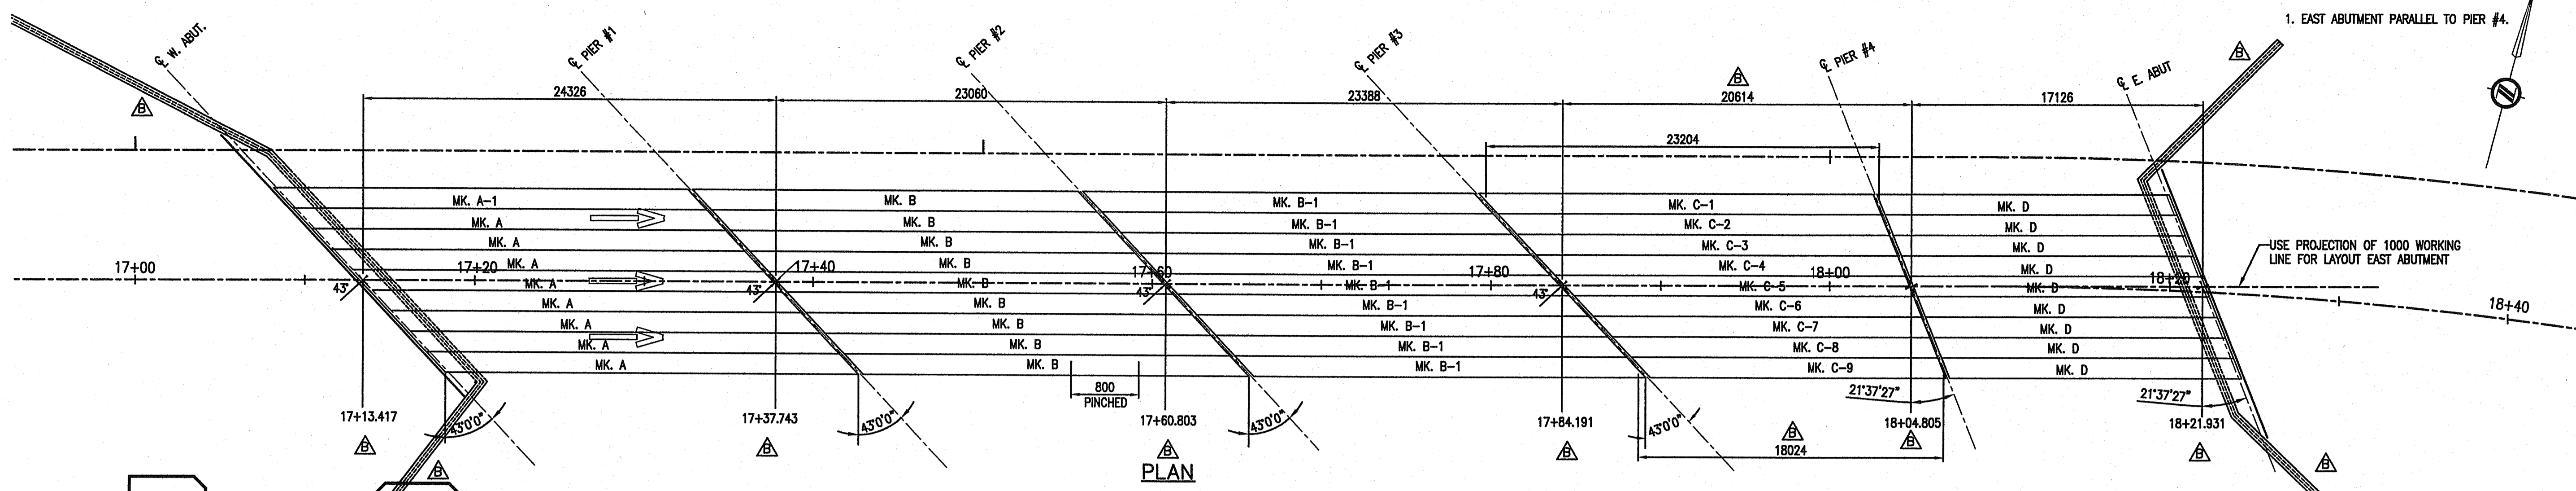 1. EAST ABUTMENT PARALLEL TO PIER #4.
℄ W. ABUT.
℄ PIER #1
℄ PIER #2
℄ PIER #3
℄ PIER #4
℄ E. ABUT
B
B
B
24326
23060
23388
20614
17126
23204
MK. A-1
MK. B
MK. B-1
MK. C-1
MK. D
MK. A
MK. B
MK. B-1
MK. C-2
MK. D
MK. A
MK. B
MK. B-1
MK. C-3
MK. D
MK. A
MK. B
MK. B-1
MK. C-4
MK. D
17+00
17+20
17+40
17+60
17+80
18+00
18+20
18+40
USE PROJECTION OF 1000 WORKING
LINE FOR LAYOUT EAST ABUTMENT
43°
43°
43°
43°
MK. A
MK. B
MK. B-1
MK. C-5
MK. D
MK. A
MK. B
MK. B-1
MK. C-6
MK. D
MK. A
MK. B
MK. B-1
MK. C-7
MK. D
MK. A
MK. B
MK. B-1
MK. C-8
MK. D
MK. A
MK. B
MK. B-1
MK. C-9
MK. D
800
PINCHED
43°0'0"
43°0'0"
43°0'0"
43°0'0"
21°37'27"
21°37'27"
17+13.417
17+37.743
17+60.803
17+84.191
18+04.805
18+21.931
B
B
B
B
B
B
B
B
B
18024
PLAN